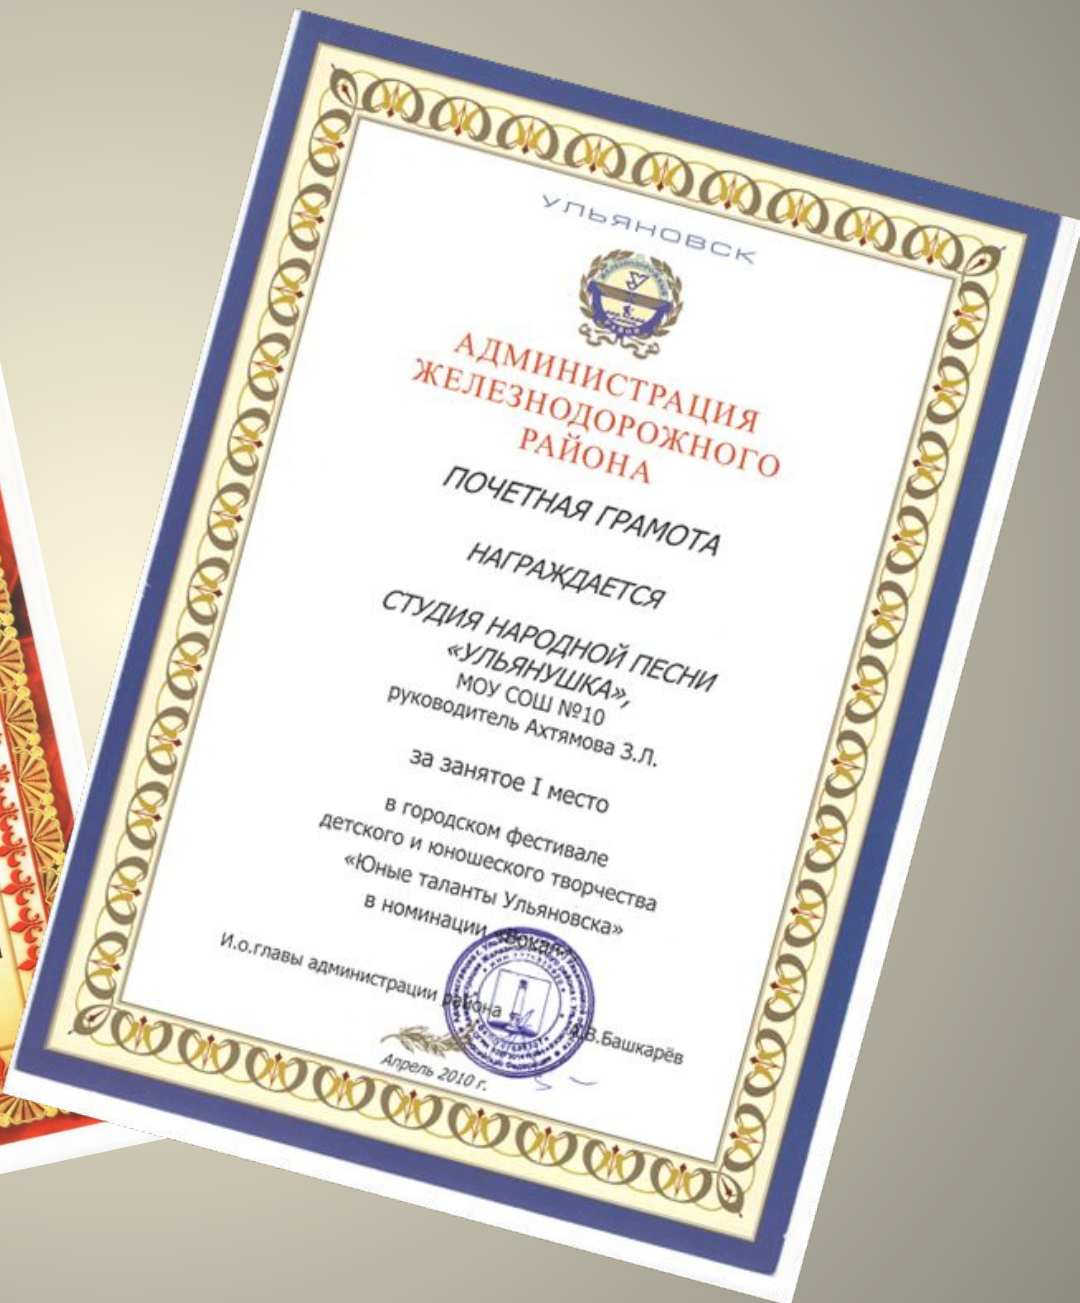 УЛЬЯНОВСК
АДМИНИСТРАЦИЯ
ЖЕЛЕЗНОДОРОЖНОГО
РАЙОНА
ПОЧЕТНАЯ ГРАМОТА
НАГРАЖДАЕТСЯ
СТУДИЯ НАРОДНОЙ ПЕСНИ
«УЛЬЯНУШКА»,
МОУ СОШ №10
руководитель Ахтямова З.Л.
за занятое I место
в городском фестивале
детского и юношеского творчества
«Юные таланты Ульяновска»
в номинации «Вокал»
И.о.главы администрации района
В.Башкарёв
Апрель 2010 г.